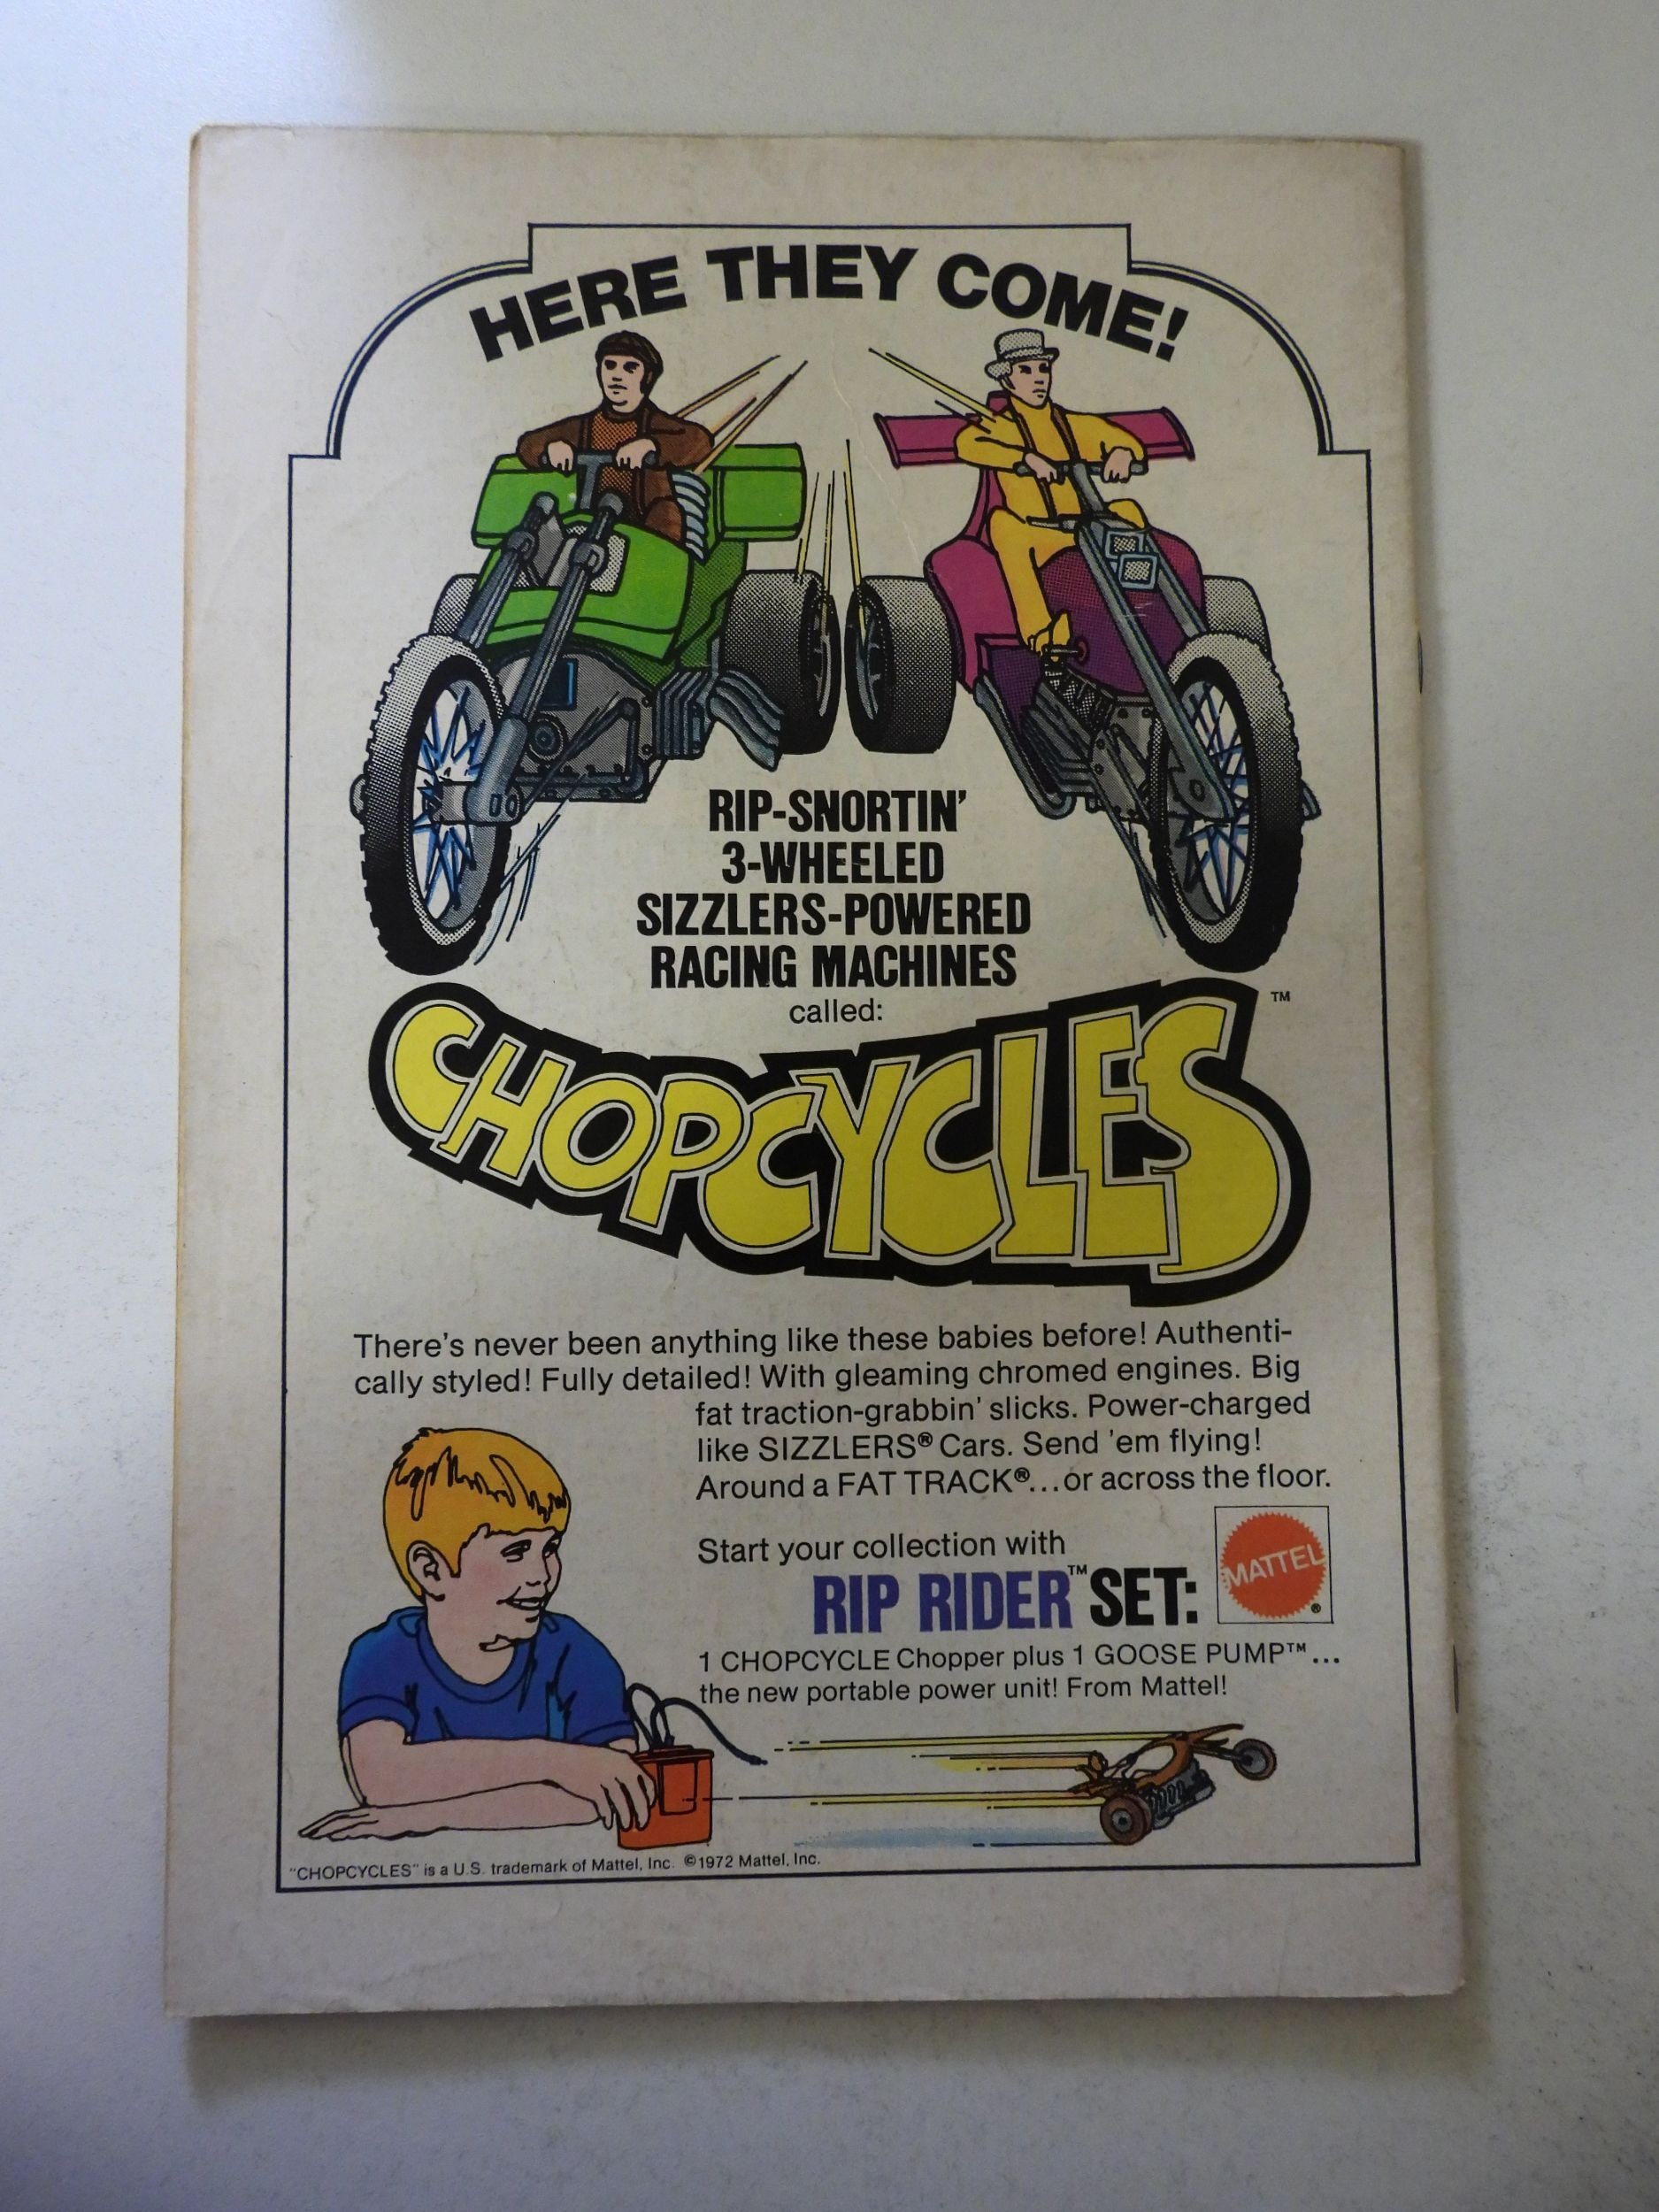 HERE THEY COME!
RIP-SNORTIN'
3-WHEELED
SIZZLERS-POWERED
RACING MACHINES
called:
CHOPCYCLES™
There's never been anything like these babies before! Authenti-
cally styled! Fully detailed! With gleaming chromed engines. Big
fat traction-grabbin' slicks. Power-charged
like SIZZLERS® Cars. Send 'em flying!
Around a FAT TRACK®...or across the floor.
Start your collection with
RIP RIDER™ SET:
MATTEL®
1 CHOPCYCLE Chopper plus 1 GOOSE PUMP™...
the new portable power unit! From Mattel!
"CHOPCYCLES" is a U.S. trademark of Mattel, Inc. ©1972 Mattel, Inc.